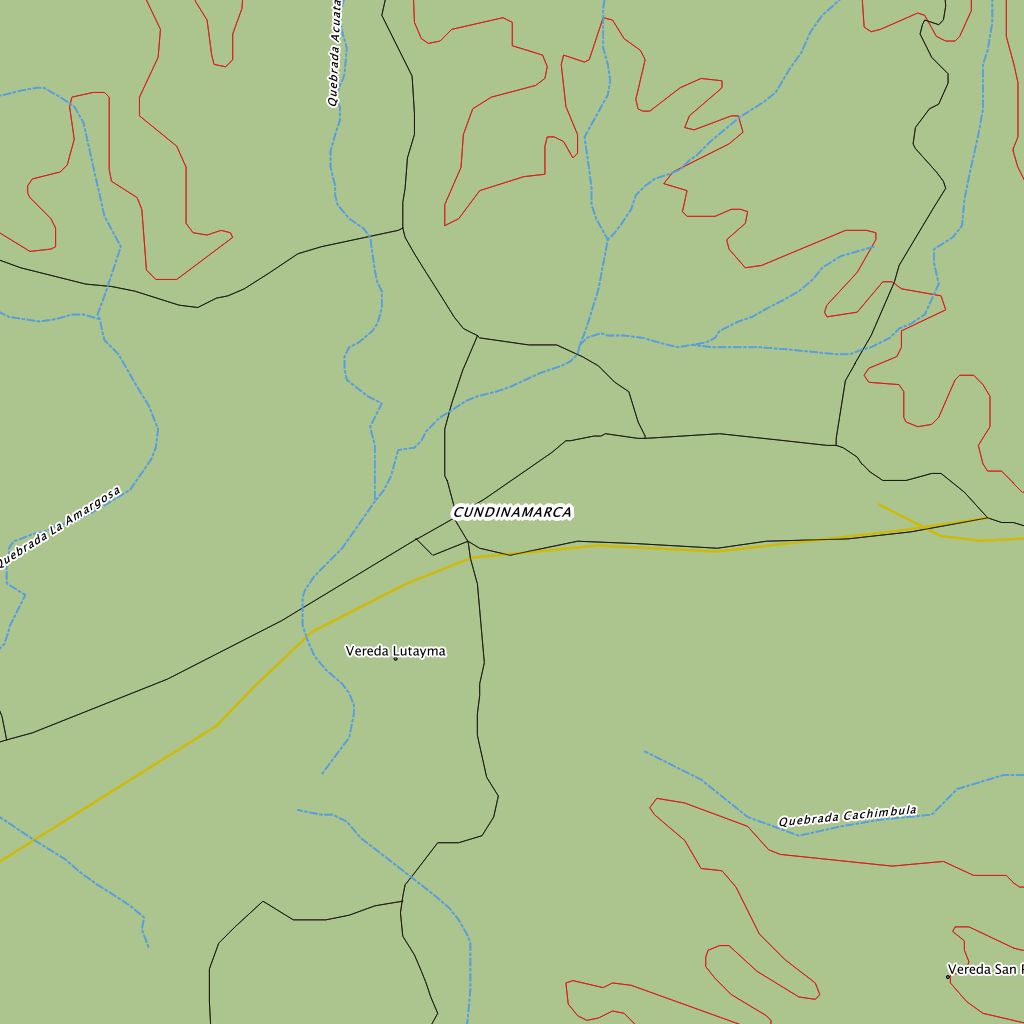 Quebrada Acuata
Quebrada La Amargosa
CUNDINAMARCA
Vereda Lutayma
Quebrada Cachimbula
Vereda San